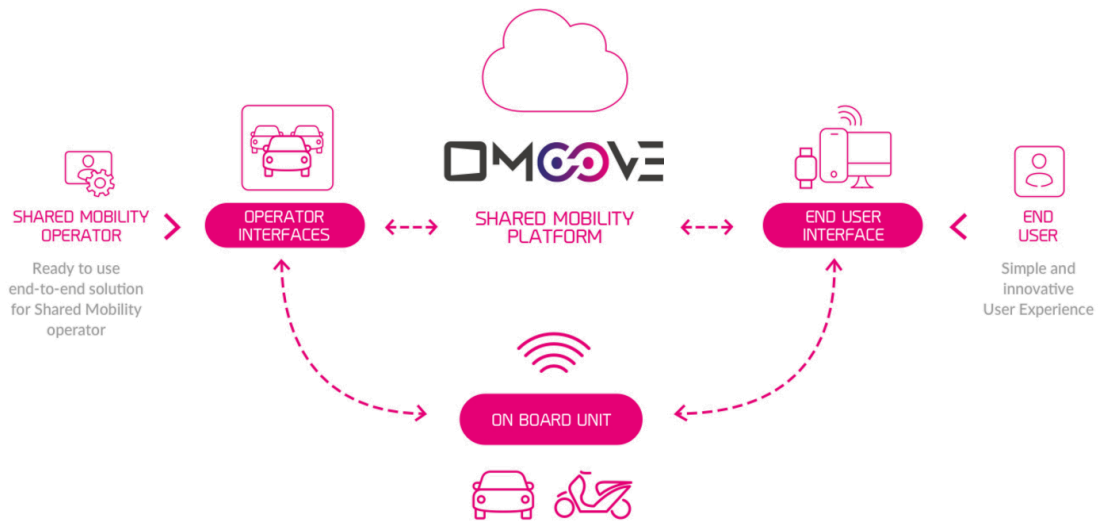 OMOOVE
SHARED MOBILITY
OPERATOR
OPERATOR
INTERFACES
SHARED MOBILITY
PLATFORM
END USER
INTERFACE
END
USER
Ready to use
end-to-end solution
for Shared Mobility
operator
Simple and
innovative
User Experience
ON BOARD UNIT